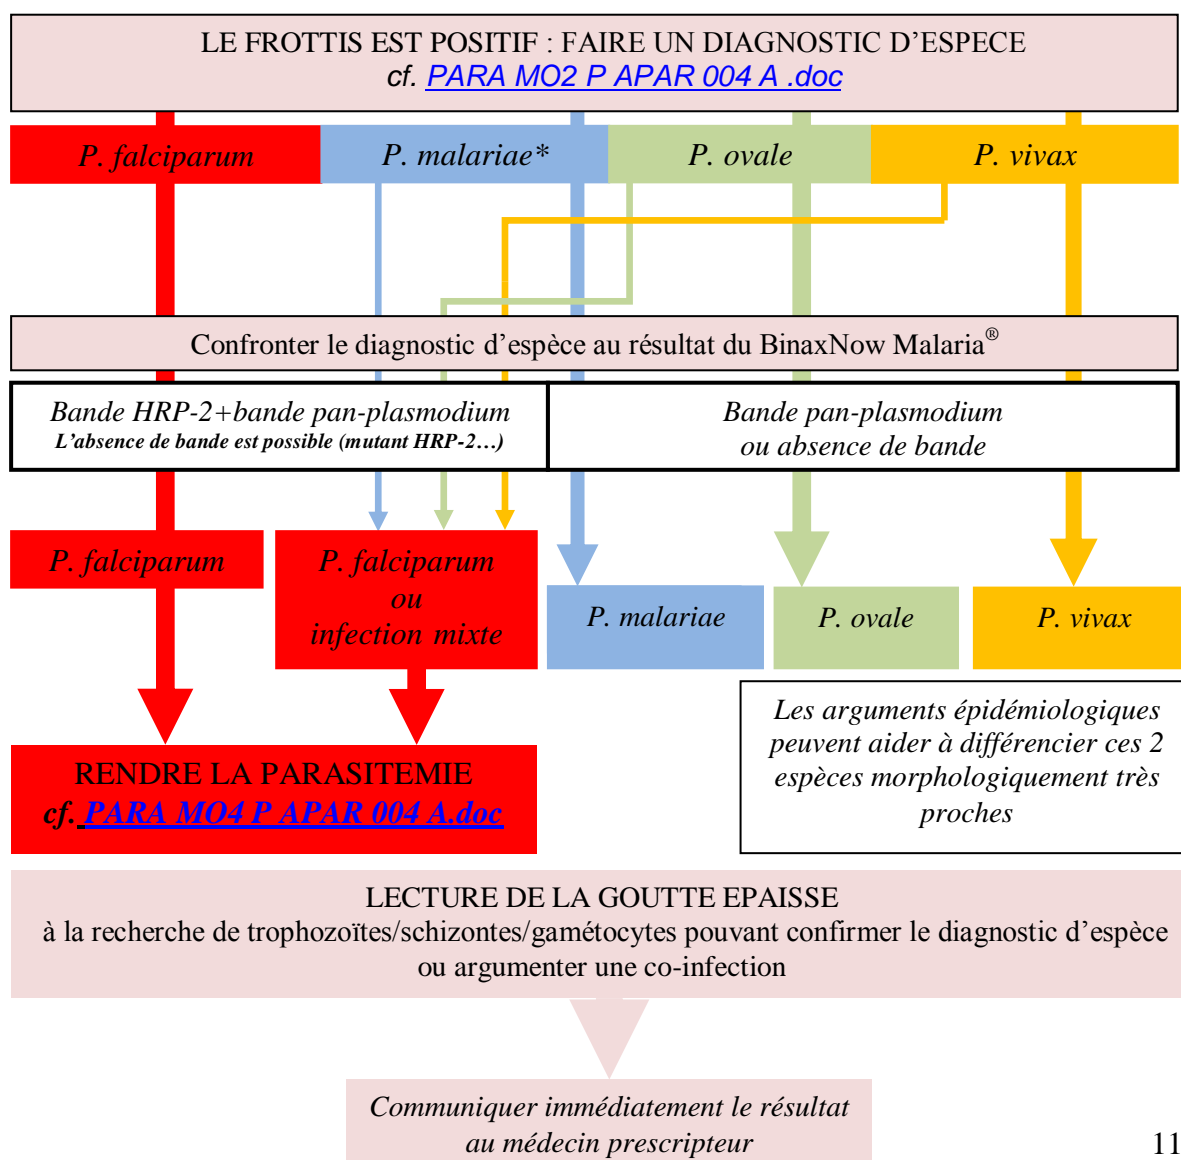 LE FROTTIS EST POSITIF : FAIRE UN DIAGNOSTIC D’ESPECE
cf. PARA MO2 P APAR 004 A .doc
P. falciparum
P. malariae*
P. ovale
P. vivax
Confronter le diagnostic d’espèce au résultat du BinaxNow Malaria®
Bande HRP-2+bande pan-plasmodium
L’absence de bande est possible (mutant HRP-2…)
Bande pan-plasmodium
ou absence de bande
P. falciparum
P. falciparum
ou
infection mixte
P. malariae
P. ovale
P. vivax
Les arguments épidémiologiques
peuvent aider à différencier ces 2
espèces morphologiquement très
proches
RENDRE LA PARASITEMIE
cf. PARA MO4 P APAR 004 A.doc
LECTURE DE LA GOUTTE EPAISSE
à la recherche de trophozoïtes/schizontes/gamétocytes pouvant confirmer le diagnostic d’espèce
ou argumenter une co-infection
Communiquer immédiatement le résultat
au médecin prescripteur
11